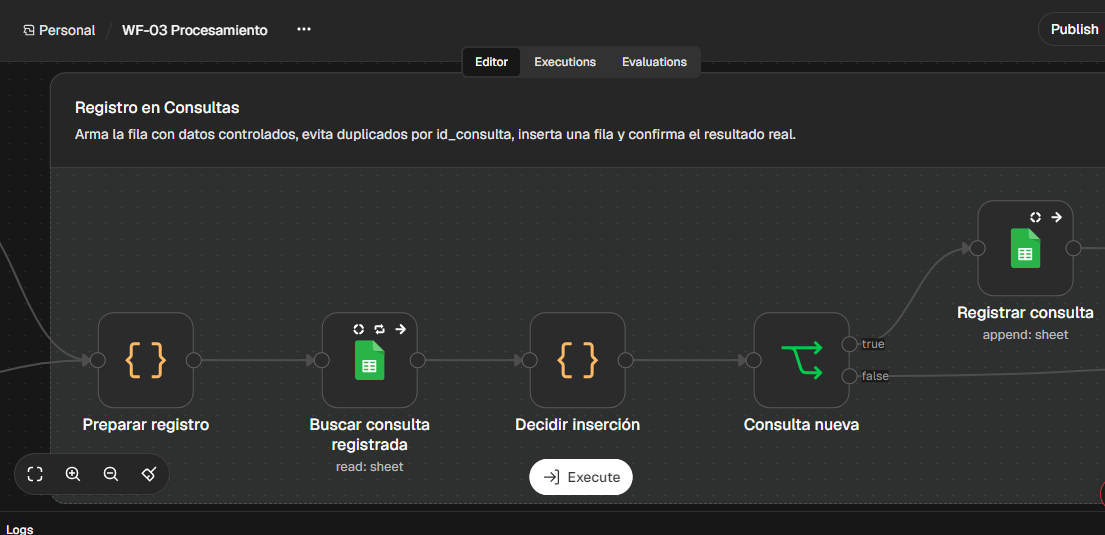 Personal / WF-03 Procesamiento ...
Publish
Editor Executions Evaluations
Registro en Consultas
Arma la fila con datos controlados, evita duplicados por id_consulta, inserta una fila y confirma el resultado real.
Registrar consulta
append: sheet
true
false
Preparar registro
Buscar consulta
registrada
read: sheet
Decidir inserción
Consulta nueva
Execute
Logs